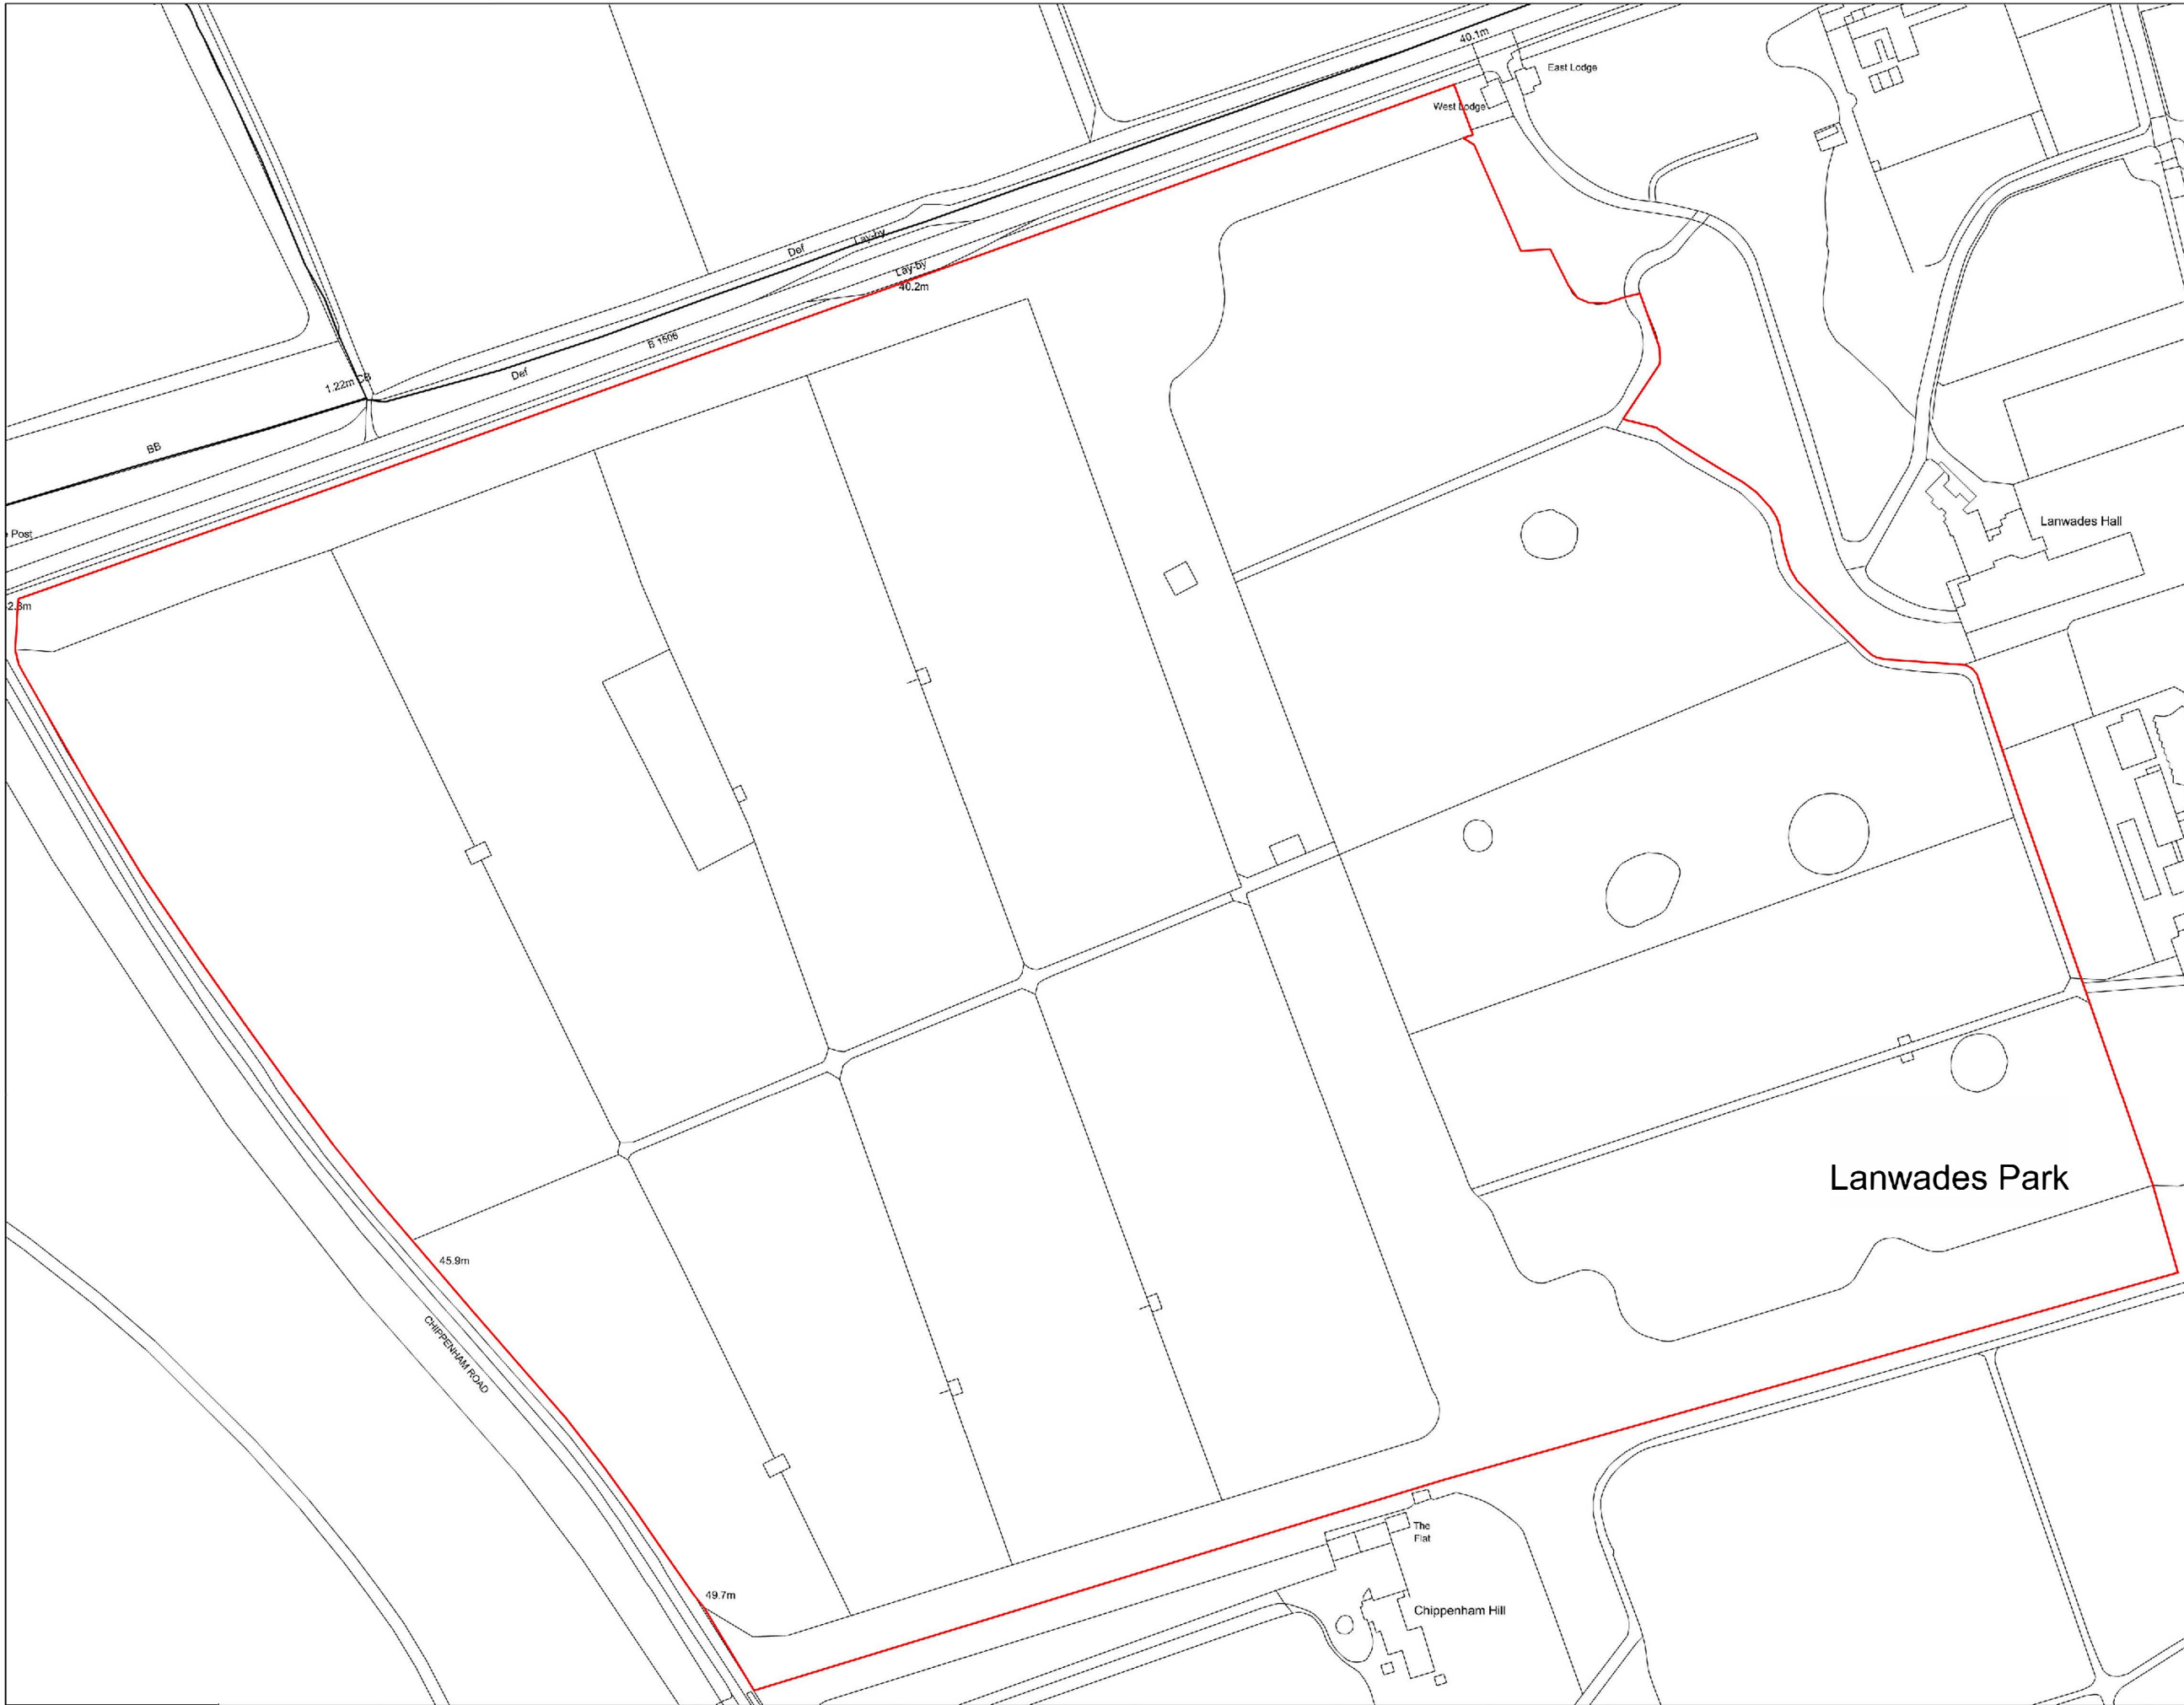 40.1m
East Lodge
West Lodge
Def
Lay-by
Lay-by
40.2m
B 1506
Def
1.22m CB
BB
Post
Lanwades Hall
2.8m
Lanwades Park
45.9m
CHIPPENHAM ROAD
49.7m
The
Flat
Chippenham Hill